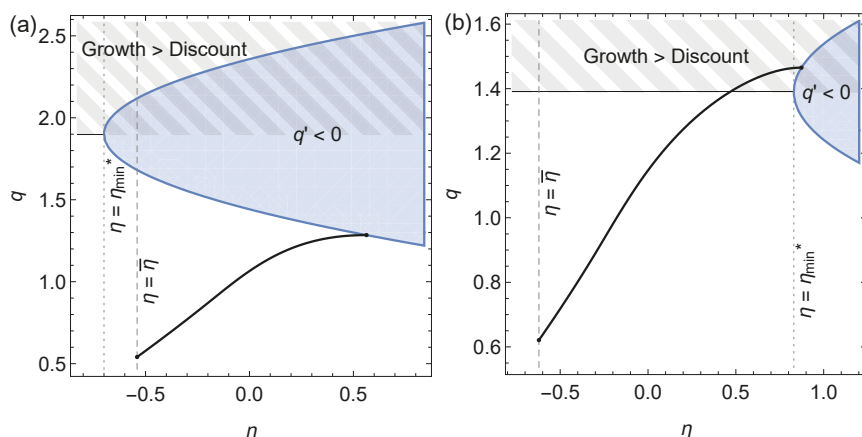 (a)
Growth > Discount
q' < 0
η = η*min
η = η̄
q
2.5
2.0
1.5
1.0
0.5
−0.5
0.0
0.5
η
(b)
Growth > Discount
q' < 0
η = η̄
η = η*min
q
1.6
1.4
1.2
1.0
0.8
0.6
−0.5
0.0
0.5
1.0
η